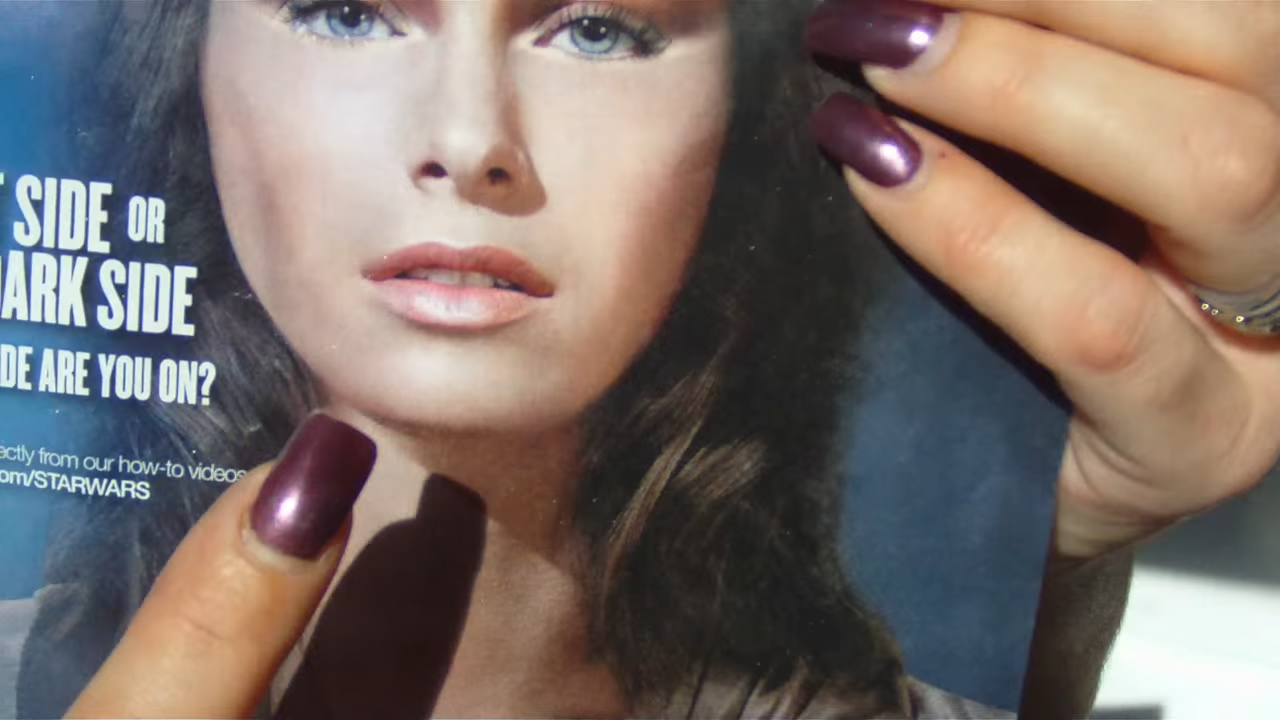 SIDE OR
ARK SIDE
DE ARE YOU ON?
ectly from our how-to videos
om/STARWARS